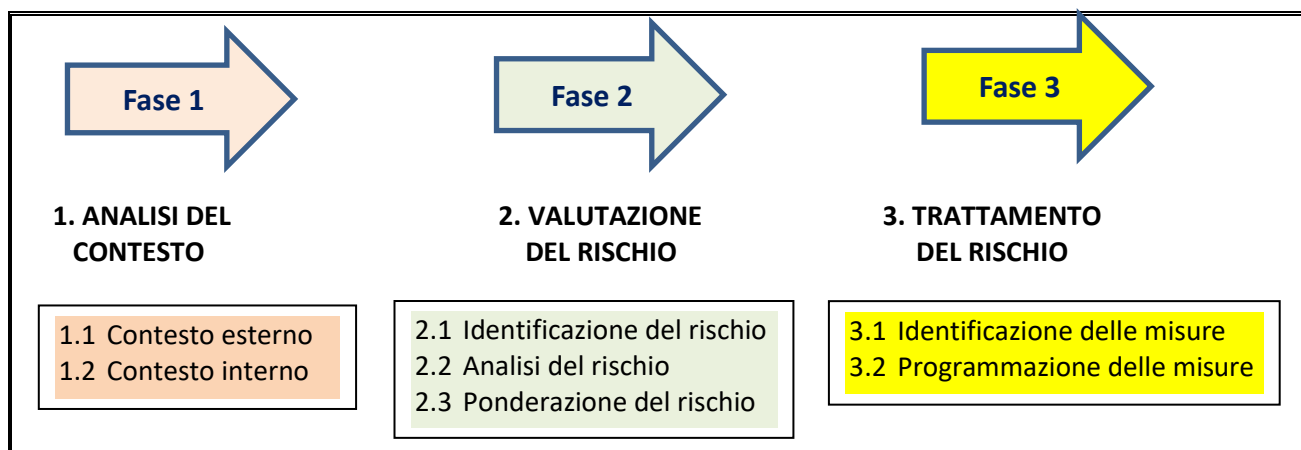 Fase 1
Fase 2
Fase 3
1. ANALISI DEL
CONTESTO
2. VALUTAZIONE
DEL RISCHIO
3. TRATTAMENTO
DEL RISCHIO
1.1 Contesto esterno
1.2 Contesto interno
2.1 Identificazione del rischio
2.2 Analisi del rischio
2.3 Ponderazione del rischio
3.1 Identificazione delle misure
3.2 Programmazione delle misure